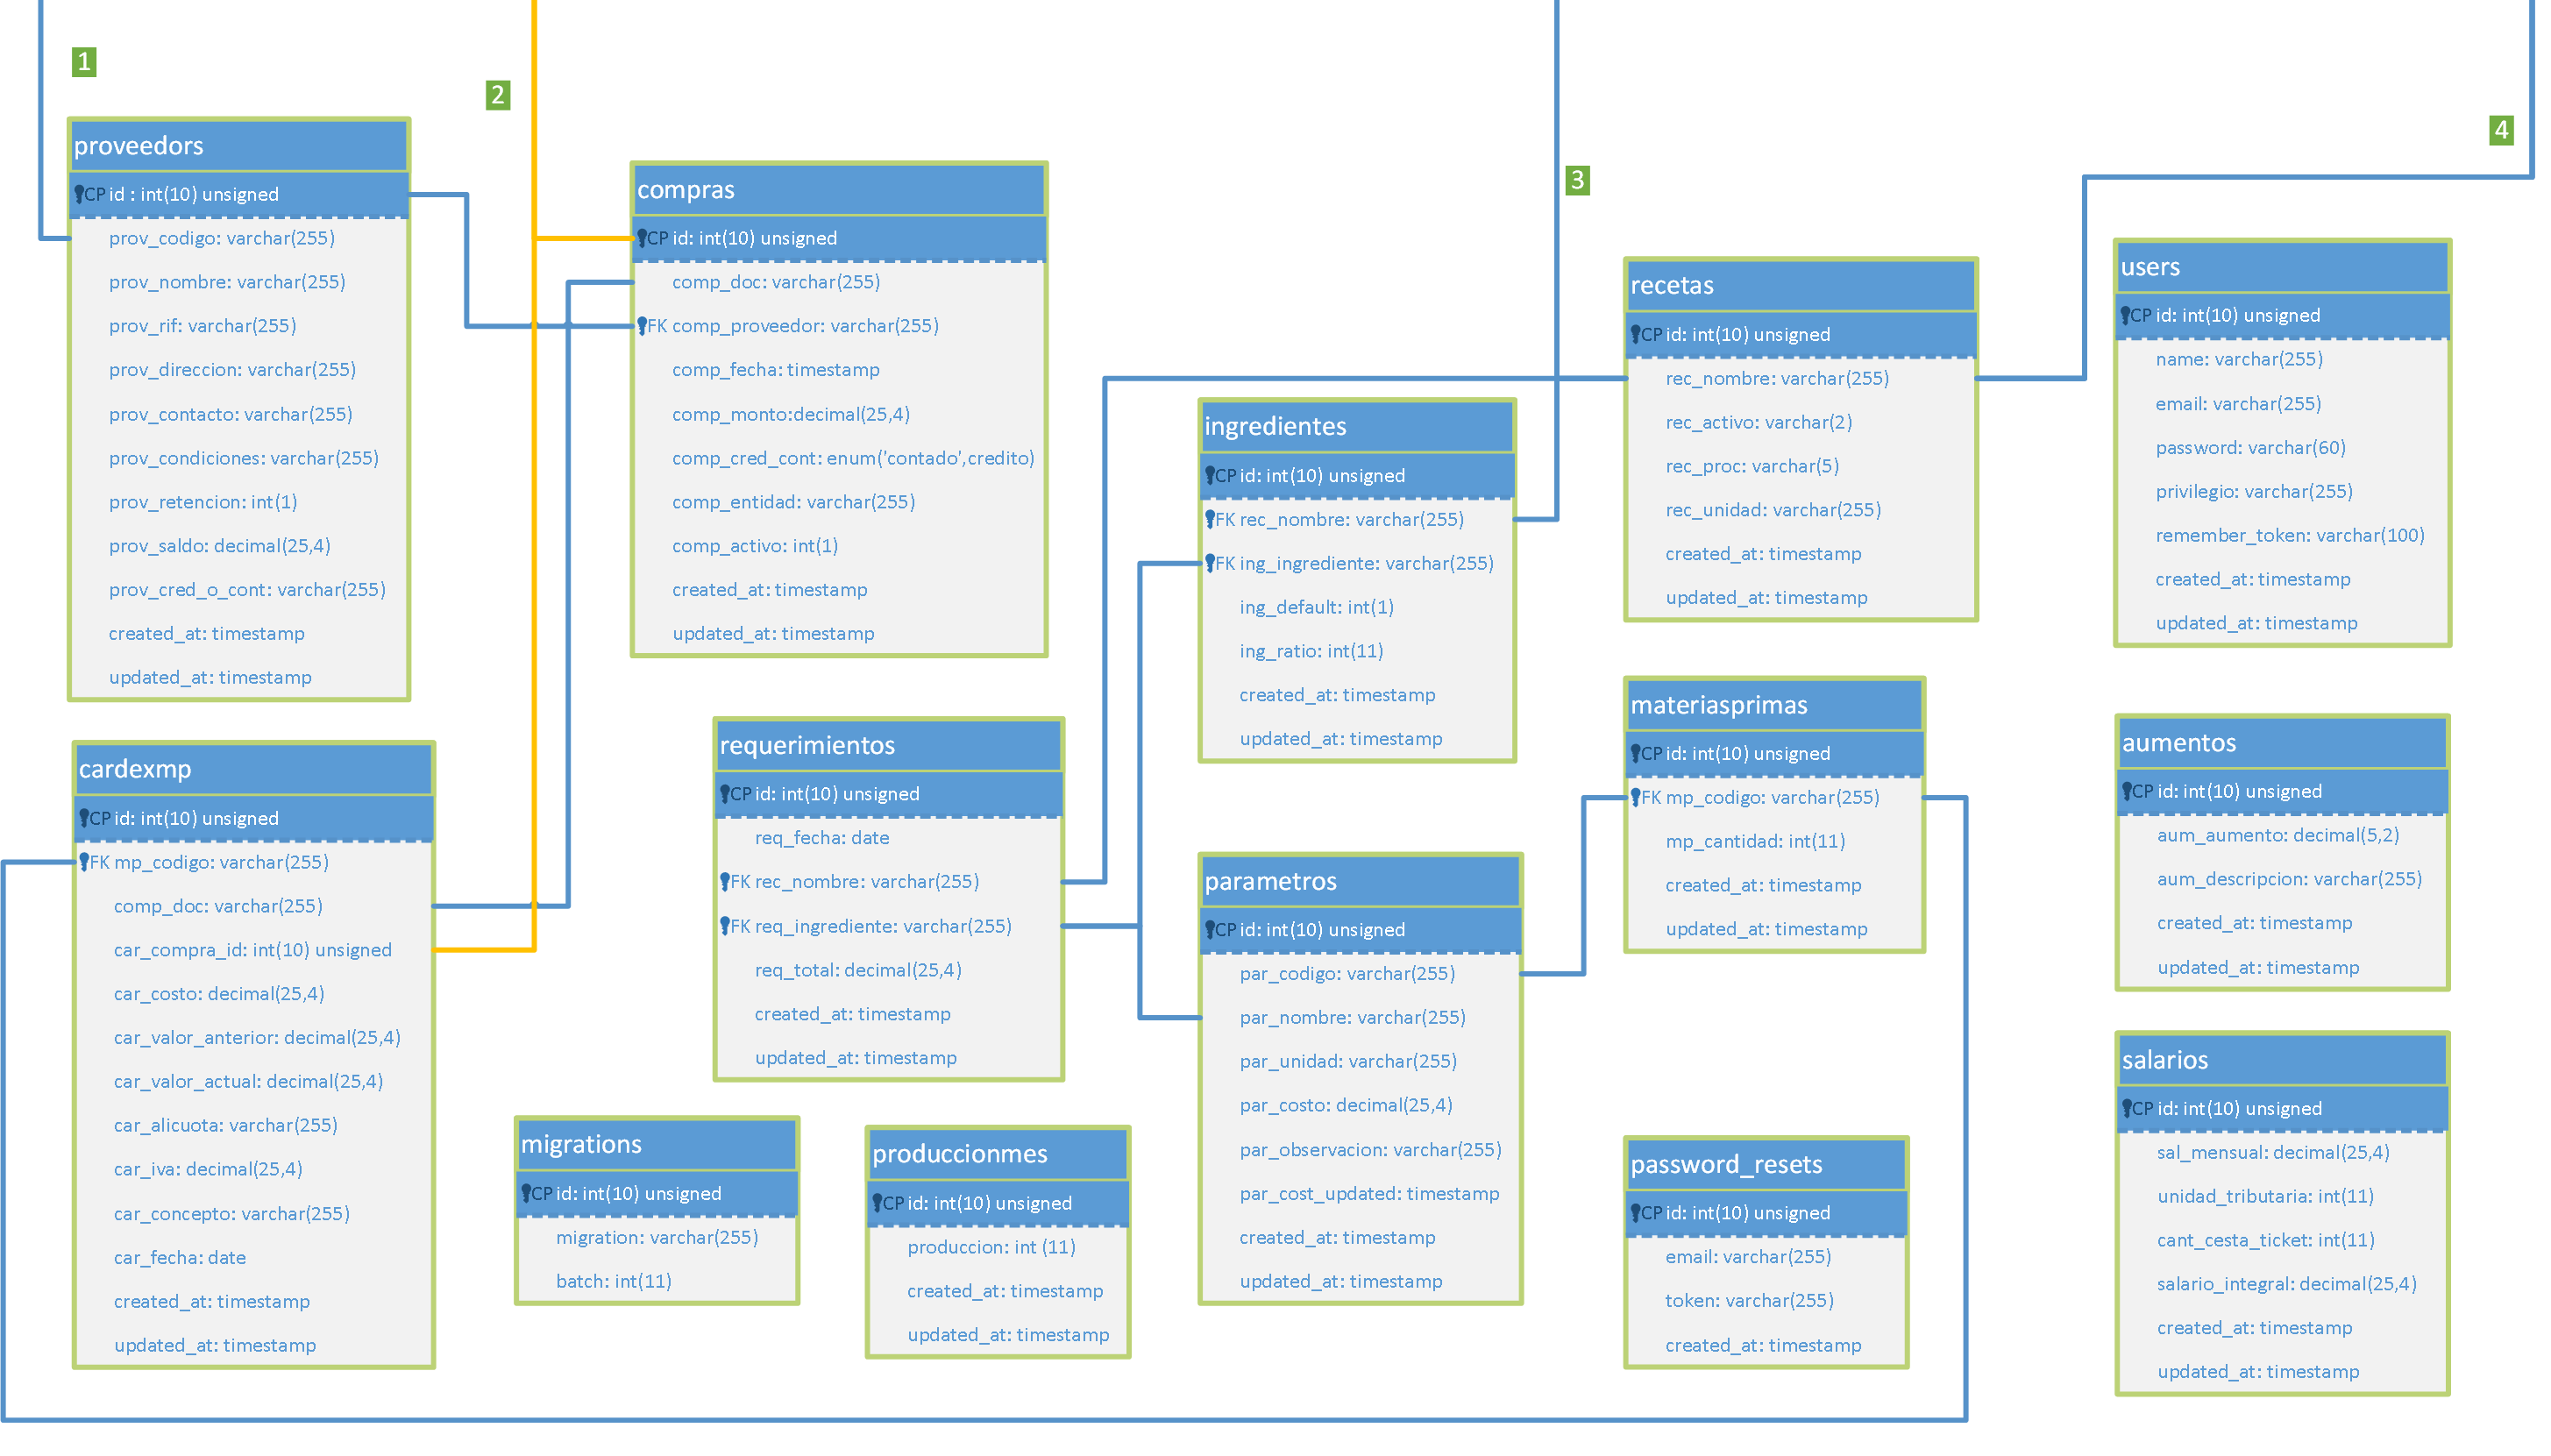 1
2
3
4
proveedors
CP id : int(10) unsigned
prov_codigo: varchar(255)
prov_nombre: varchar(255)
prov_rif: varchar(255)
prov_direccion: varchar(255)
prov_contacto: varchar(255)
prov_condiciones: varchar(255)
prov_retencion: int(1)
prov_saldo: decimal(25,4)
prov_cred_o_cont: varchar(255)
created_at: timestamp
updated_at: timestamp
compras
CP id: int(10) unsigned
comp_doc: varchar(255)
FK comp_proveedor: varchar(255)
comp_fecha: timestamp
comp_monto:decimal(25,4)
comp_cred_cont: enum('contado',credito)
comp_entidad: varchar(255)
comp_activo: int(1)
created_at: timestamp
updated_at: timestamp
ingredientes
CP id: int(10) unsigned
FK rec_nombre: varchar(255)
FK ing_ingrediente: varchar(255)
ing_default: int(1)
ing_ratio: int(11)
created_at: timestamp
updated_at: timestamp
recetas
CP id: int(10) unsigned
rec_nombre: varchar(255)
rec_activo: varchar(2)
rec_proc: varchar(5)
rec_unidad: varchar(255)
created_at: timestamp
updated_at: timestamp
users
CP id: int(10) unsigned
name: varchar(255)
email: varchar(255)
password: varchar(60)
privilegio: varchar(255)
remember_token: varchar(100)
created_at: timestamp
updated_at: timestamp
cardexmp
CP id: int(10) unsigned
FK mp_codigo: varchar(255)
comp_doc: varchar(255)
car_compra_id: int(10) unsigned
car_costo: decimal(25,4)
car_valor_anterior: decimal(25,4)
car_valor_actual: decimal(25,4)
car_alicuota: varchar(255)
car_iva: decimal(25,4)
car_concepto: varchar(255)
car_fecha: date
created_at: timestamp
updated_at: timestamp
requerimientos
CP id: int(10) unsigned
req_fecha: date
FK rec_nombre: varchar(255)
FK req_ingrediente: varchar(255)
req_total: decimal(25,4)
created_at: timestamp
updated_at: timestamp
parametros
CP id: int(10) unsigned
par_codigo: varchar(255)
par_nombre: varchar(255)
par_unidad: varchar(255)
par_costo: decimal(25,4)
par_observacion: varchar(255)
par_cost_updated: timestamp
created_at: timestamp
updated_at: timestamp
materiasprimas
CP id: int(10) unsigned
FK mp_codigo: varchar(255)
mp_cantidad: int(11)
created_at: timestamp
updated_at: timestamp
aumentos
CP id: int(10) unsigned
aum_aumento: decimal(5,2)
aum_descripcion: varchar(255)
created_at: timestamp
updated_at: timestamp
migrations
CP id: int(10) unsigned
migration: varchar(255)
batch: int(11)
produccionmes
CP id: int(10) unsigned
produccion: int (11)
created_at: timestamp
updated_at: timestamp
password_resets
CP id: int(10) unsigned
email: varchar(255)
token: varchar(255)
created_at: timestamp
salarios
CP id: int(10) unsigned
sal_mensual: decimal(25,4)
unidad_tributaria: int(11)
cant_cesta_ticket: int(11)
salario_integral: decimal(25,4)
created_at: timestamp
updated_at: timestamp